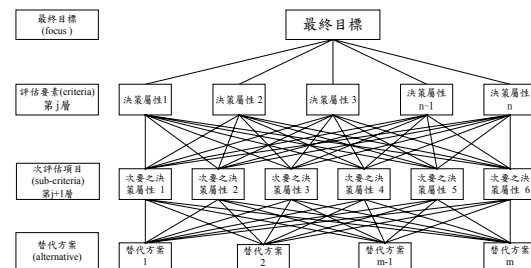 最終目標
(focus )
最終目標
評估要素(criteria)
第 j 層
決策屬性1
決策屬性 2
決策屬性 3
決策屬性
n-1
決策屬性
n
次評估項目
(sub-criteria)
第j+1層
次要之決
策屬性 1
次要之決
策屬性 2
次要之決
策屬性 3
次要之決
策屬性 4
次要之決
策屬性 5
次要之決
策屬性 6
替代方案
(alternative)
替代方案
1
替代方案
2
替代方案
m-1
替代方案
m